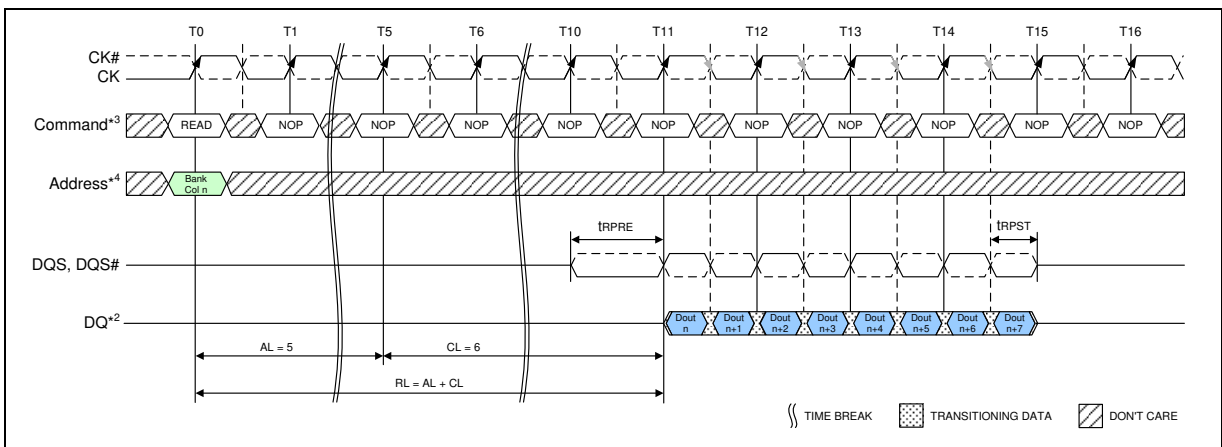 T0 T1 T5 T6 T10 T11 T12 T13 T14 T15 T16
CK#
CK
Command*3 READ NOP NOP NOP NOP NOP NOP NOP NOP NOP NOP
Address*4 Bank
Col n
tRPRE tRPST
DQS, DQS#
DQ*2 Dout Dout Dout Dout Dout Dout Dout Dout
n n+1 n+2 n+3 n+4 n+5 n+6 n+7
AL = 5 CL = 6
RL = AL + CL
TIME BREAK TRANSITIONING DATA DON'T CARE